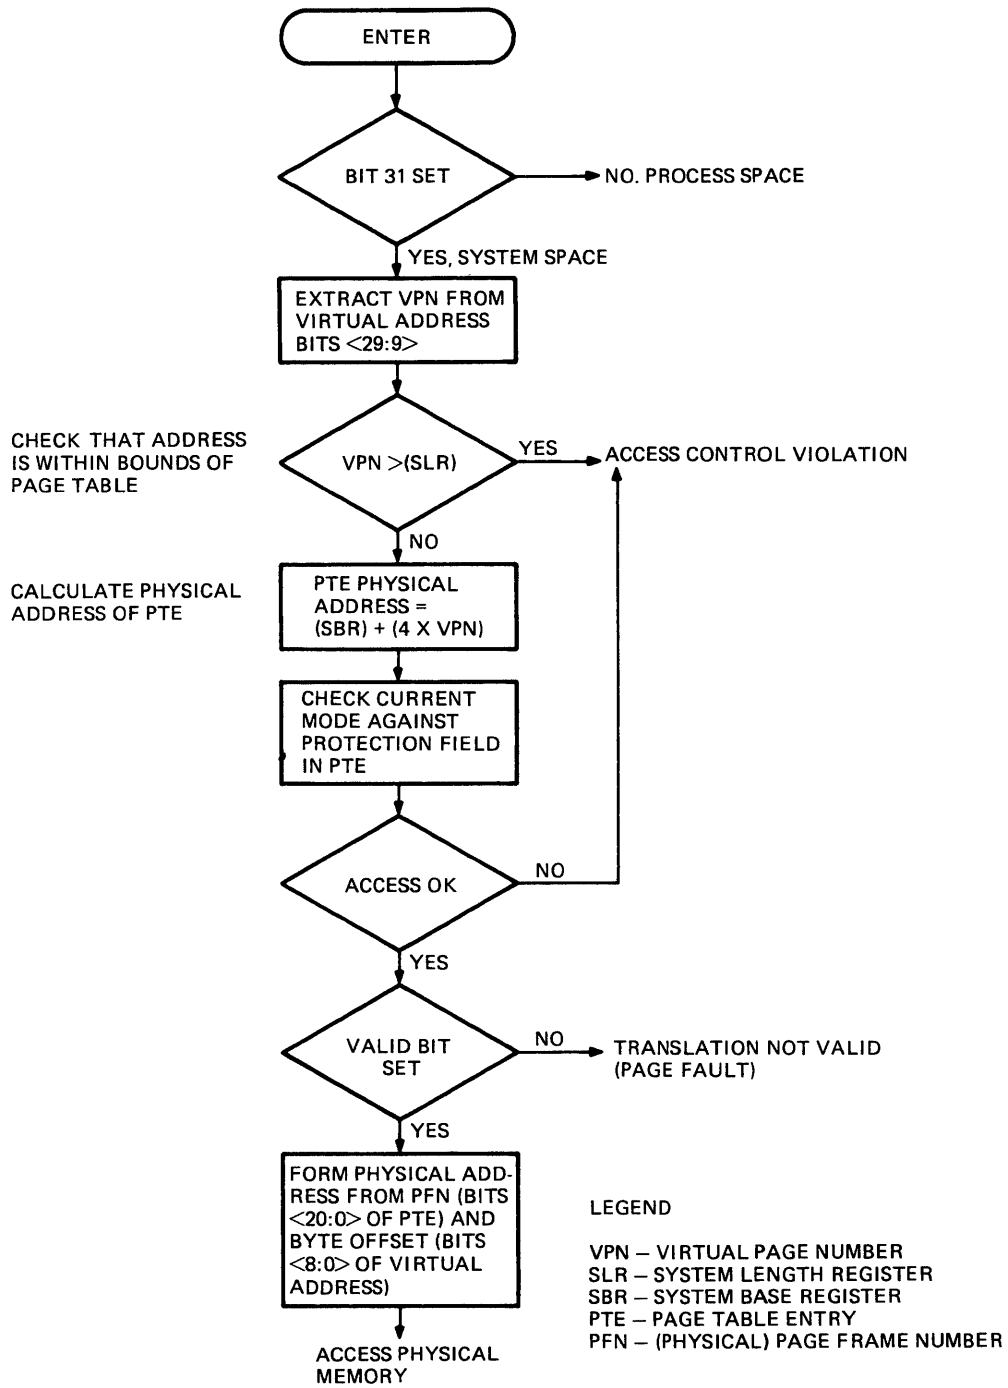 ENTER
BIT 31 SET
NO. PROCESS SPACE
YES, SYSTEM SPACE
EXTRACT VPN FROM
VIRTUAL ADDRESS
BITS <29:9>
CHECK THAT ADDRESS
IS WITHIN BOUNDS OF
PAGE TABLE
VPN >(SLR)
YES
ACCESS CONTROL VIOLATION
NO
CALCULATE PHYSICAL
ADDRESS OF PTE
PTE PHYSICAL
ADDRESS =
(SBR) + (4 X VPN)
CHECK CURRENT
MODE AGAINST
PROTECTION FIELD
IN PTE
ACCESS OK
NO
YES
VALID BIT
SET
NO
TRANSLATION NOT VALID
(PAGE FAULT)
YES
FORM PHYSICAL ADD-
RESS FROM PFN (BITS
<20:0> OF PTE) AND
BYTE OFFSET (BITS
<8:0> OF VIRTUAL
ADDRESS)
ACCESS PHYSICAL
MEMORY
LEGEND
VPN – VIRTUAL PAGE NUMBER
SLR – SYSTEM LENGTH REGISTER
SBR – SYSTEM BASE REGISTER
PTE – PAGE TABLE ENTRY
PFN – (PHYSICAL) PAGE FRAME NUMBER